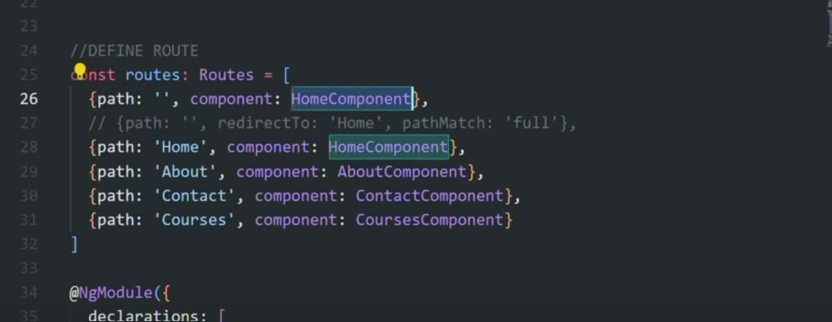 22
23
24 //DEFINE ROUTE
25 const routes: Routes = [
26 {path: '', component: HomeComponent},
27 // {path: '', redirectTo: 'Home', pathMatch: 'full'},
28 {path: 'Home', component: HomeComponent},
29 {path: 'About', component: AboutComponent},
30 {path: 'Contact', component: ContactComponent},
31 {path: 'Courses', component: CoursesComponent}
32 ]
33
34 @NgModule({
35 declarations: [